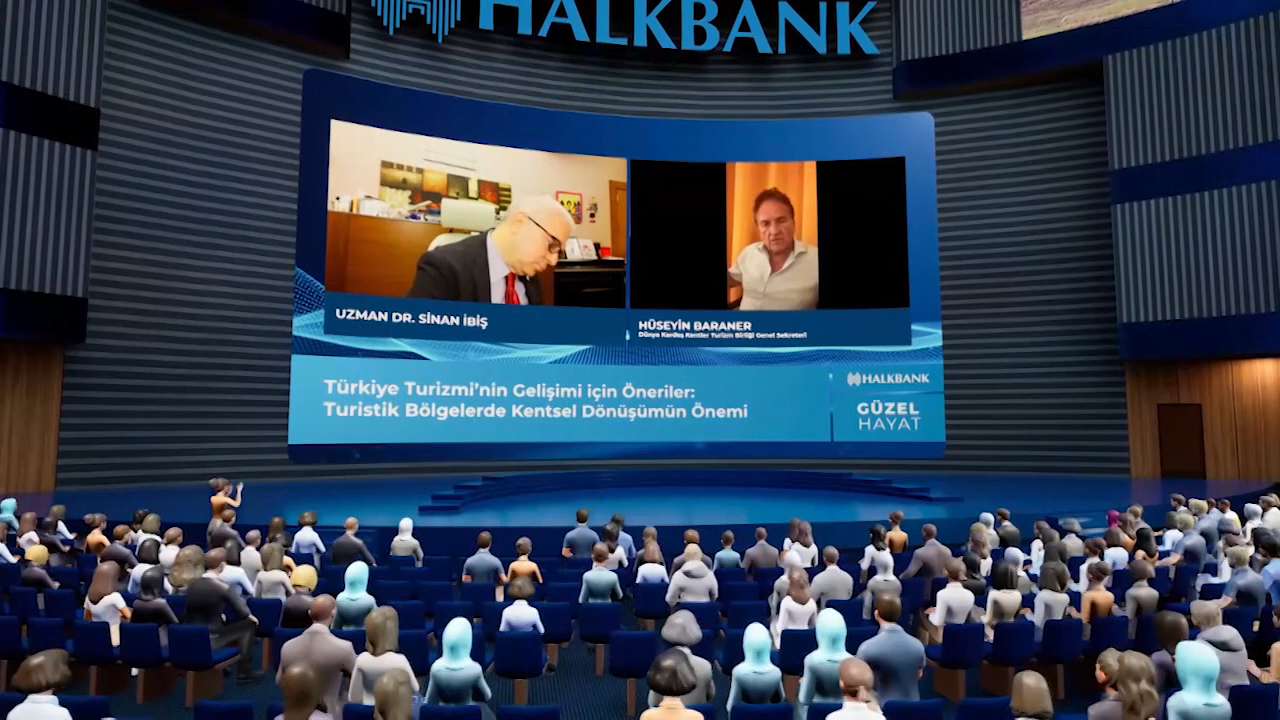 HALKBANK
UZMAN DR. SİNAN İBİŞ
HÜSEYİN BARANER
Dünya Kardeş Kentler Turizm Birliği Genel Sekreteri
Türkiye Turizmi'nin Gelişimi için Öneriler:
Turistik Bölgelerde Kentsel Dönüşümün Önemi
HALKBANK
GÜZEL
HAYAT